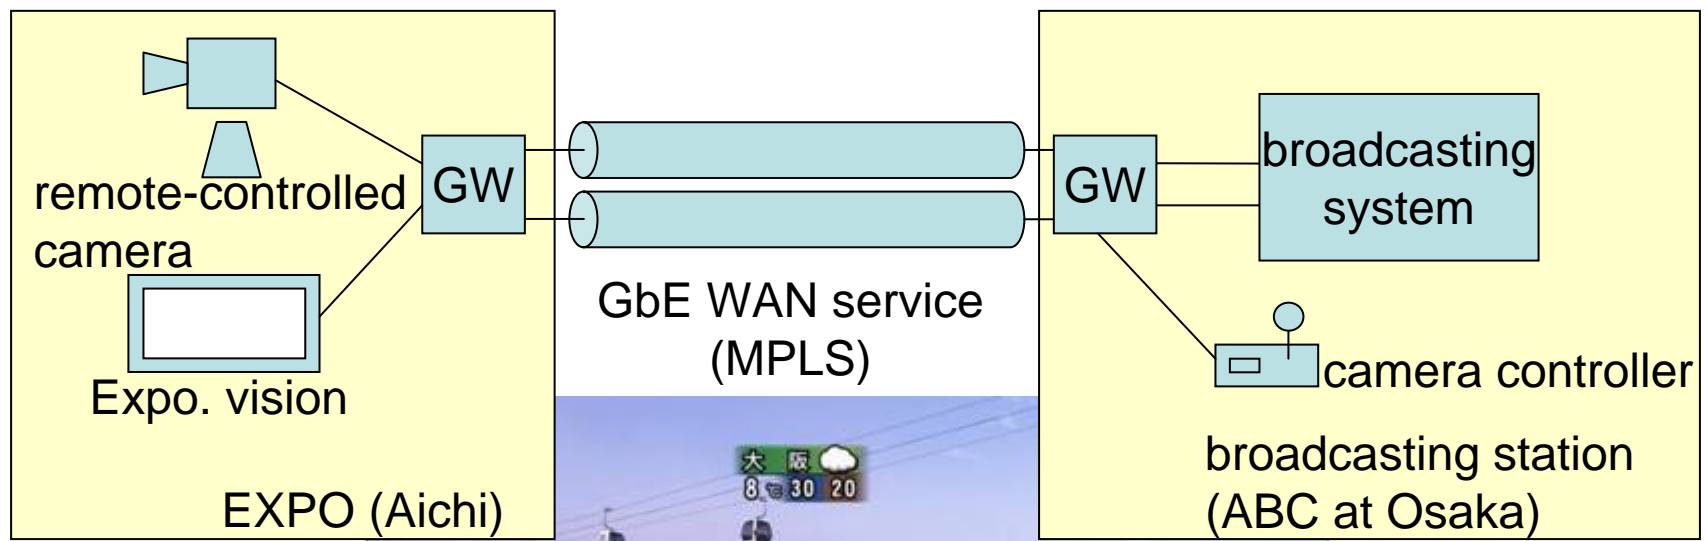 remote-controlled
camera
Expo. vision
EXPO (Aichi)
GW
GbE WAN service
(MPLS)
大 阪
8 30 20
GW
broadcasting
system
camera controller
broadcasting station
(ABC at Osaka)